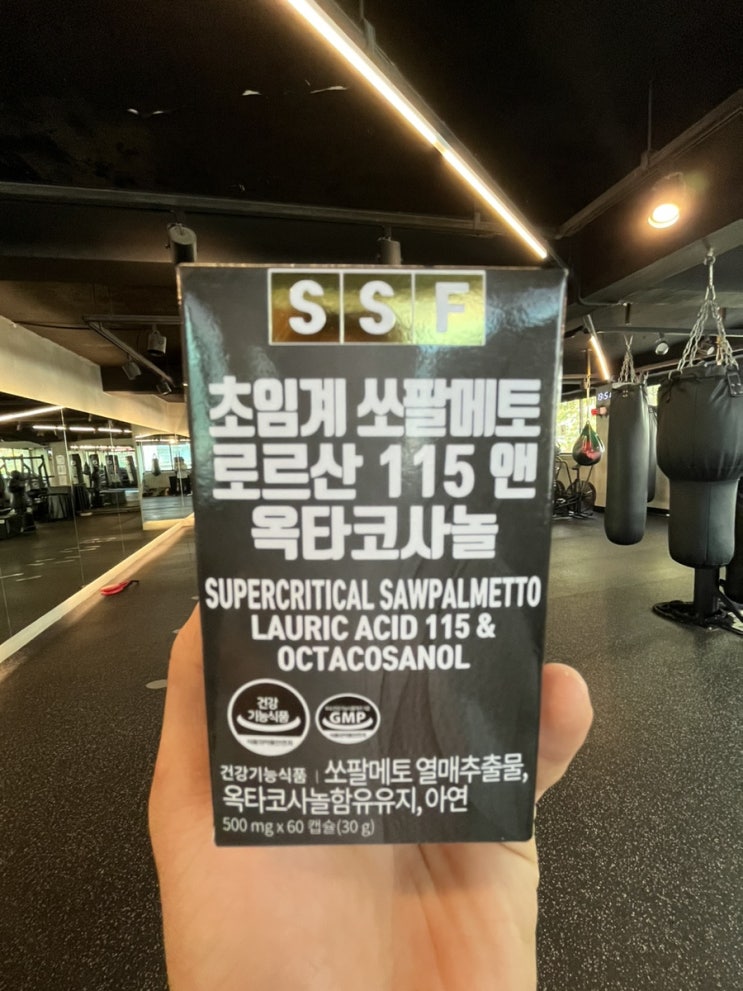 SSF
초임계 쏘팔메토
로르산 115 앤
옥타코사놀
SUPERCRITICAL SAWPALMETTO
LAURIC ACID 115 &
OCTACOSANOL
건강
기능식품
GMP
건강기능식품 | 쏘팔메토 열매추출물,
옥타코사놀함유유지, 아연
500 mg x 60 캡슐(30 g)